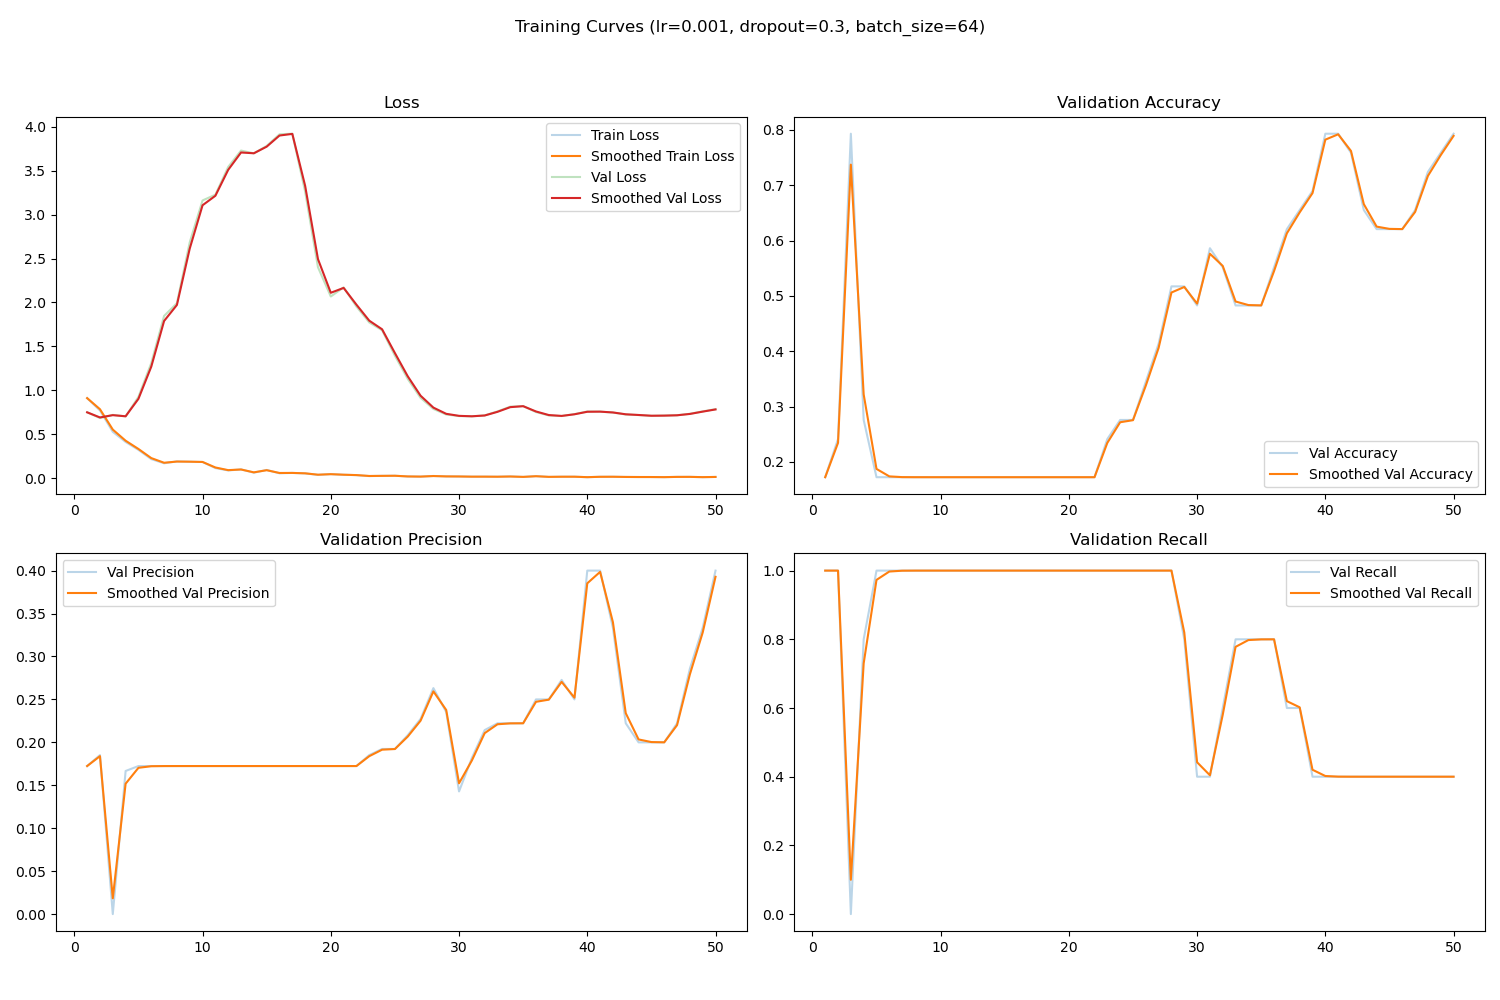 Training Curves (lr=0.001, dropout=0.3, batch_size=64)
Loss
4.0
3.5
3.0
2.5
2.0
1.5
1.0
0.5
0.0
0 10 20 30 40 50
Train Loss
Smoothed Train Loss
Val Loss
Smoothed Val Loss
Validation Accuracy
0.8
0.7
0.6
0.5
0.4
0.3
0.2
0 10 20 30 40 50
Val Accuracy
Smoothed Val Accuracy
Validation Precision
0.40
0.35
0.30
0.25
0.20
0.15
0.10
0.05
0.00
0 10 20 30 40 50
Val Precision
Smoothed Val Precision
Validation Recall
1.0
0.8
0.6
0.4
0.2
0.0
0 10 20 30 40 50
Val Recall
Smoothed Val Recall